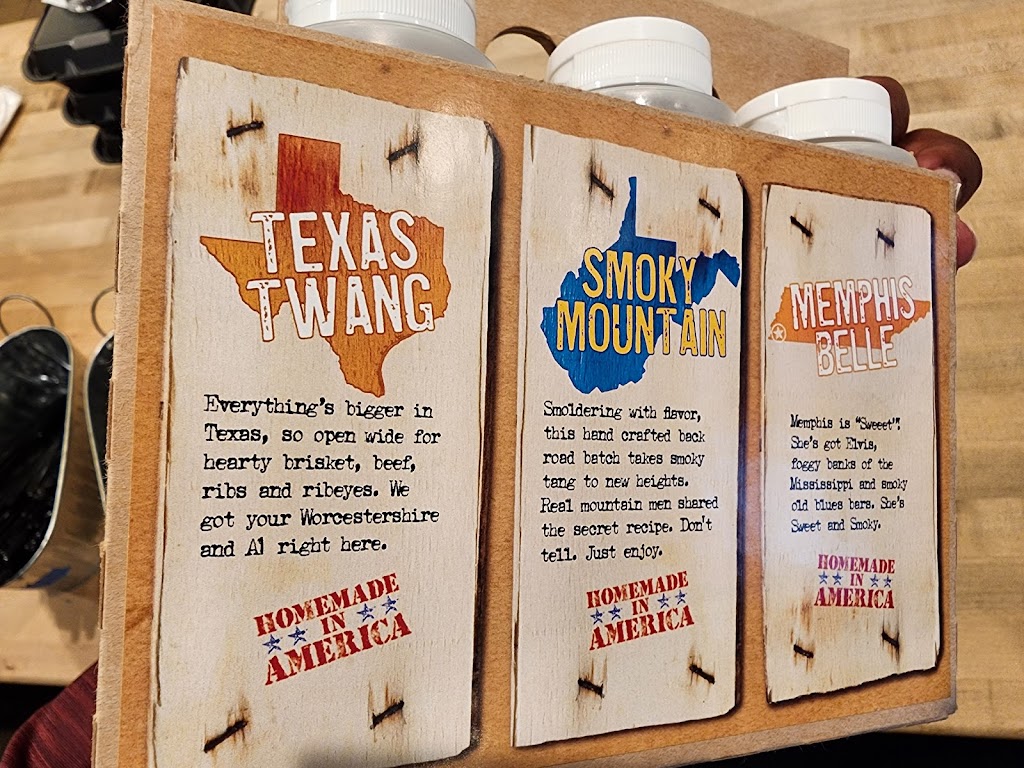 TEXAS
TWANG
Everything's bigger in
Texas, so open wide for
hearty brisket, beef,
ribs and ribeyes. We
got your Worcestershire
and A1 right here.
HOMEMADE
IN
AMERICA
SMOKY
MOUNTAIN
Smoldering with flavor,
this hand crafted back
road batch takes smoky
tang to new heights.
Real mountain men shared
the secret recipe. Don't
tell. Just enjoy.
HOMEMADE
IN
AMERICA
MEMPHIS
BELLE
Memphis is "Sweeet"!
She's got Elvis,
foggy banks of the
Mississippi and smoky
old blues bars. She's
Sweet and Smoky.
HOMEMADE
IN
AMERICA